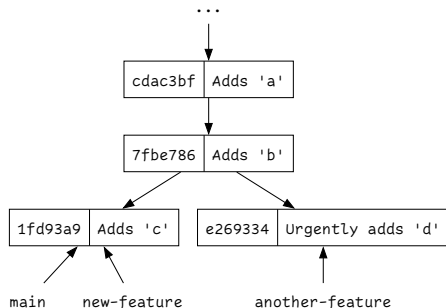 ...
cdac3bf Adds 'a'
7fbe786 Adds 'b'
1fd93a9 Adds 'c' e269334 Urgently adds 'd'
main new-feature another-feature